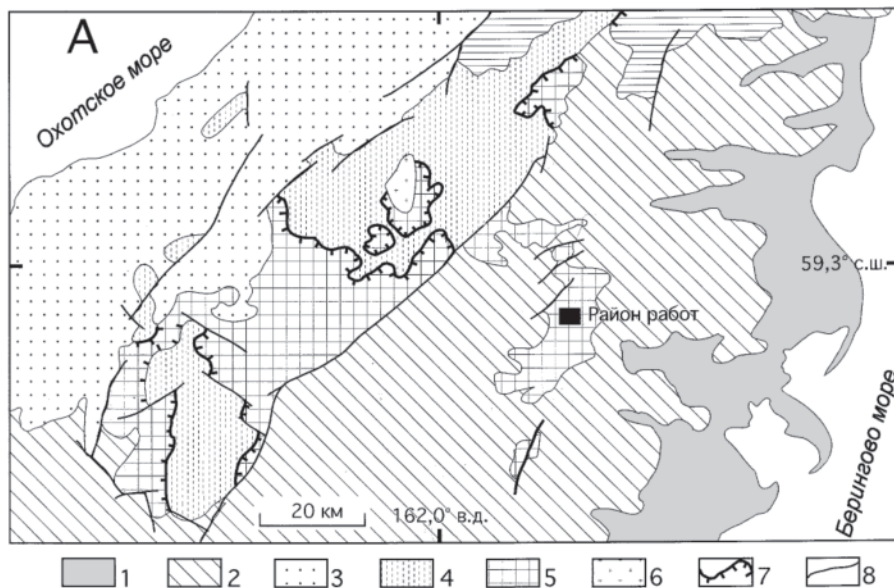 А
Охотское море
59,3° с.ш.
Район работ
Берингово море
20 км
162,0° в.д.
1 2 3 4 5 6 7 8